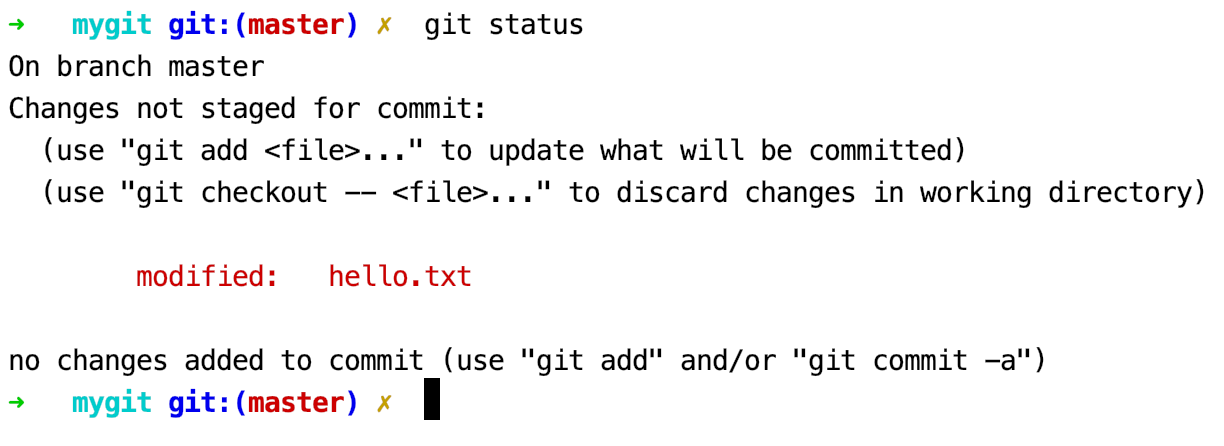 ➜  mygit git:(master) ✗  git status
On branch master
Changes not staged for commit:
  (use "git add <file>..." to update what will be committed)
  (use "git checkout -- <file>..." to discard changes in working directory)
        modified:   hello.txt
no changes added to commit (use "git add" and/or "git commit -a")
➜  mygit git:(master) ✗